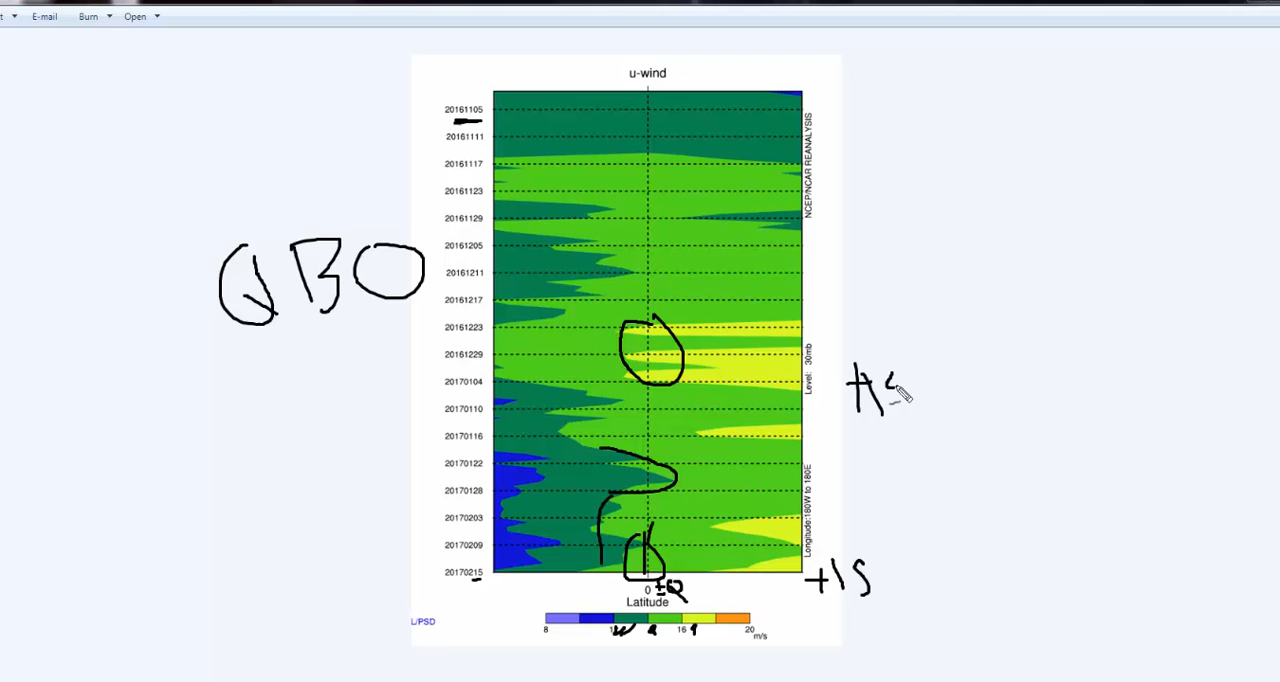 E-mail Burn Open
u-wind
20161105
20161111
20161117
20161123
20161129
20161205
20161211
20161217
20161223
20161229
20170104
20170110
20170116
20170122
20170128
20170203
20170209
20170215
QBO
NCEP/NCAR REANALYSIS
Level: 30mb
Longitude:180W to 180E
+15
0
Latitude
L/PSD
8 16 20
m/s